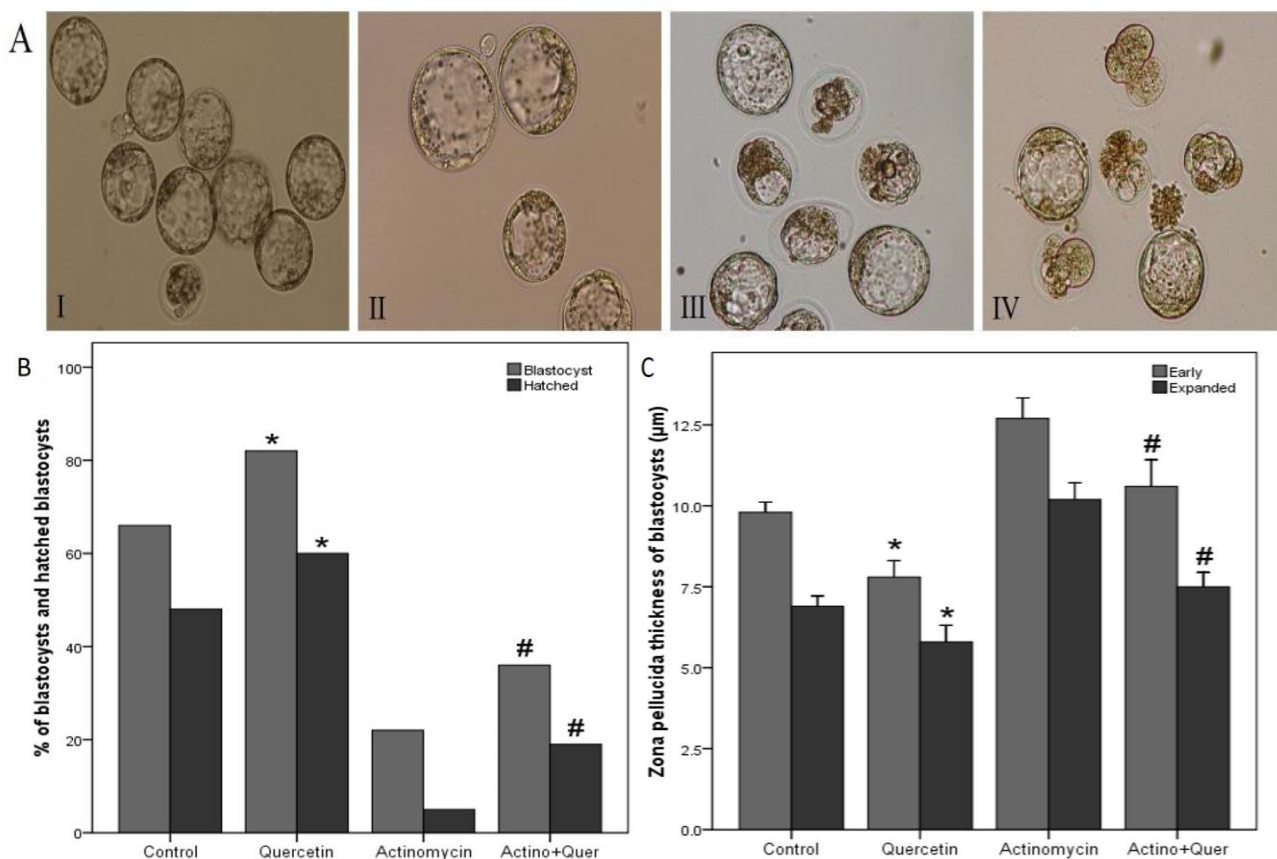 A
I
II
III
IV
B
% of blastocysts and hatched blastocysts
100
80
60
40
20
0
Blastocyst
Hatched
*
*
#
#
Control
Quercetin
Actinomycin
Actino+Quer
C
Zona pellucida thickness of blastocysts (µm)
12.5
10.0
7.5
5.0
2.5
0.0
Early
Expanded
*
*
#
#
Control
Quercetin
Actinomycin
Actino+Quer